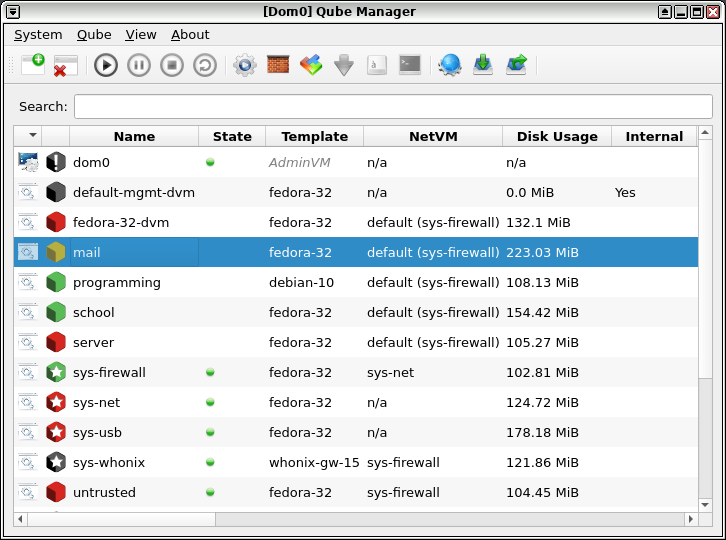 [Dom0] Qube Manager
System Qube View About
Search:
Name State Template NetVM Disk Usage Internal
dom0 AdminVM n/a n/a
default-mgmt-dvm fedora-32 n/a 0.0 MiB Yes
fedora-32-dvm fedora-32 default (sys-firewall) 132.1 MiB
mail fedora-32 default (sys-firewall) 223.03 MiB
programming debian-10 default (sys-firewall) 108.13 MiB
school fedora-32 default (sys-firewall) 154.42 MiB
server fedora-32 default (sys-firewall) 105.27 MiB
sys-firewall fedora-32 sys-net 102.81 MiB
sys-net fedora-32 n/a 124.72 MiB
sys-usb fedora-32 n/a 178.18 MiB
sys-whonix whonix-gw-15 sys-firewall 121.86 MiB
untrusted fedora-32 sys-firewall 104.45 MiB